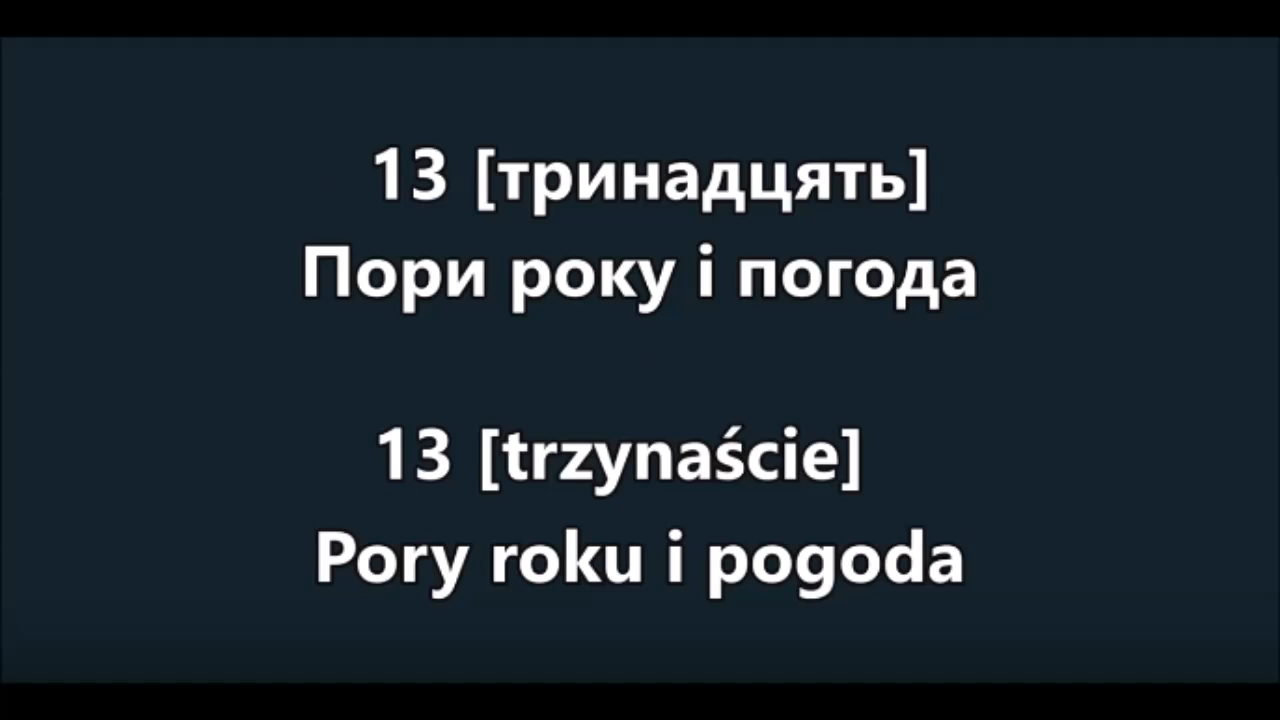 13 [тринадцять]
Пори року і погода
13 [trzynaście]
Pory roku i pogoda